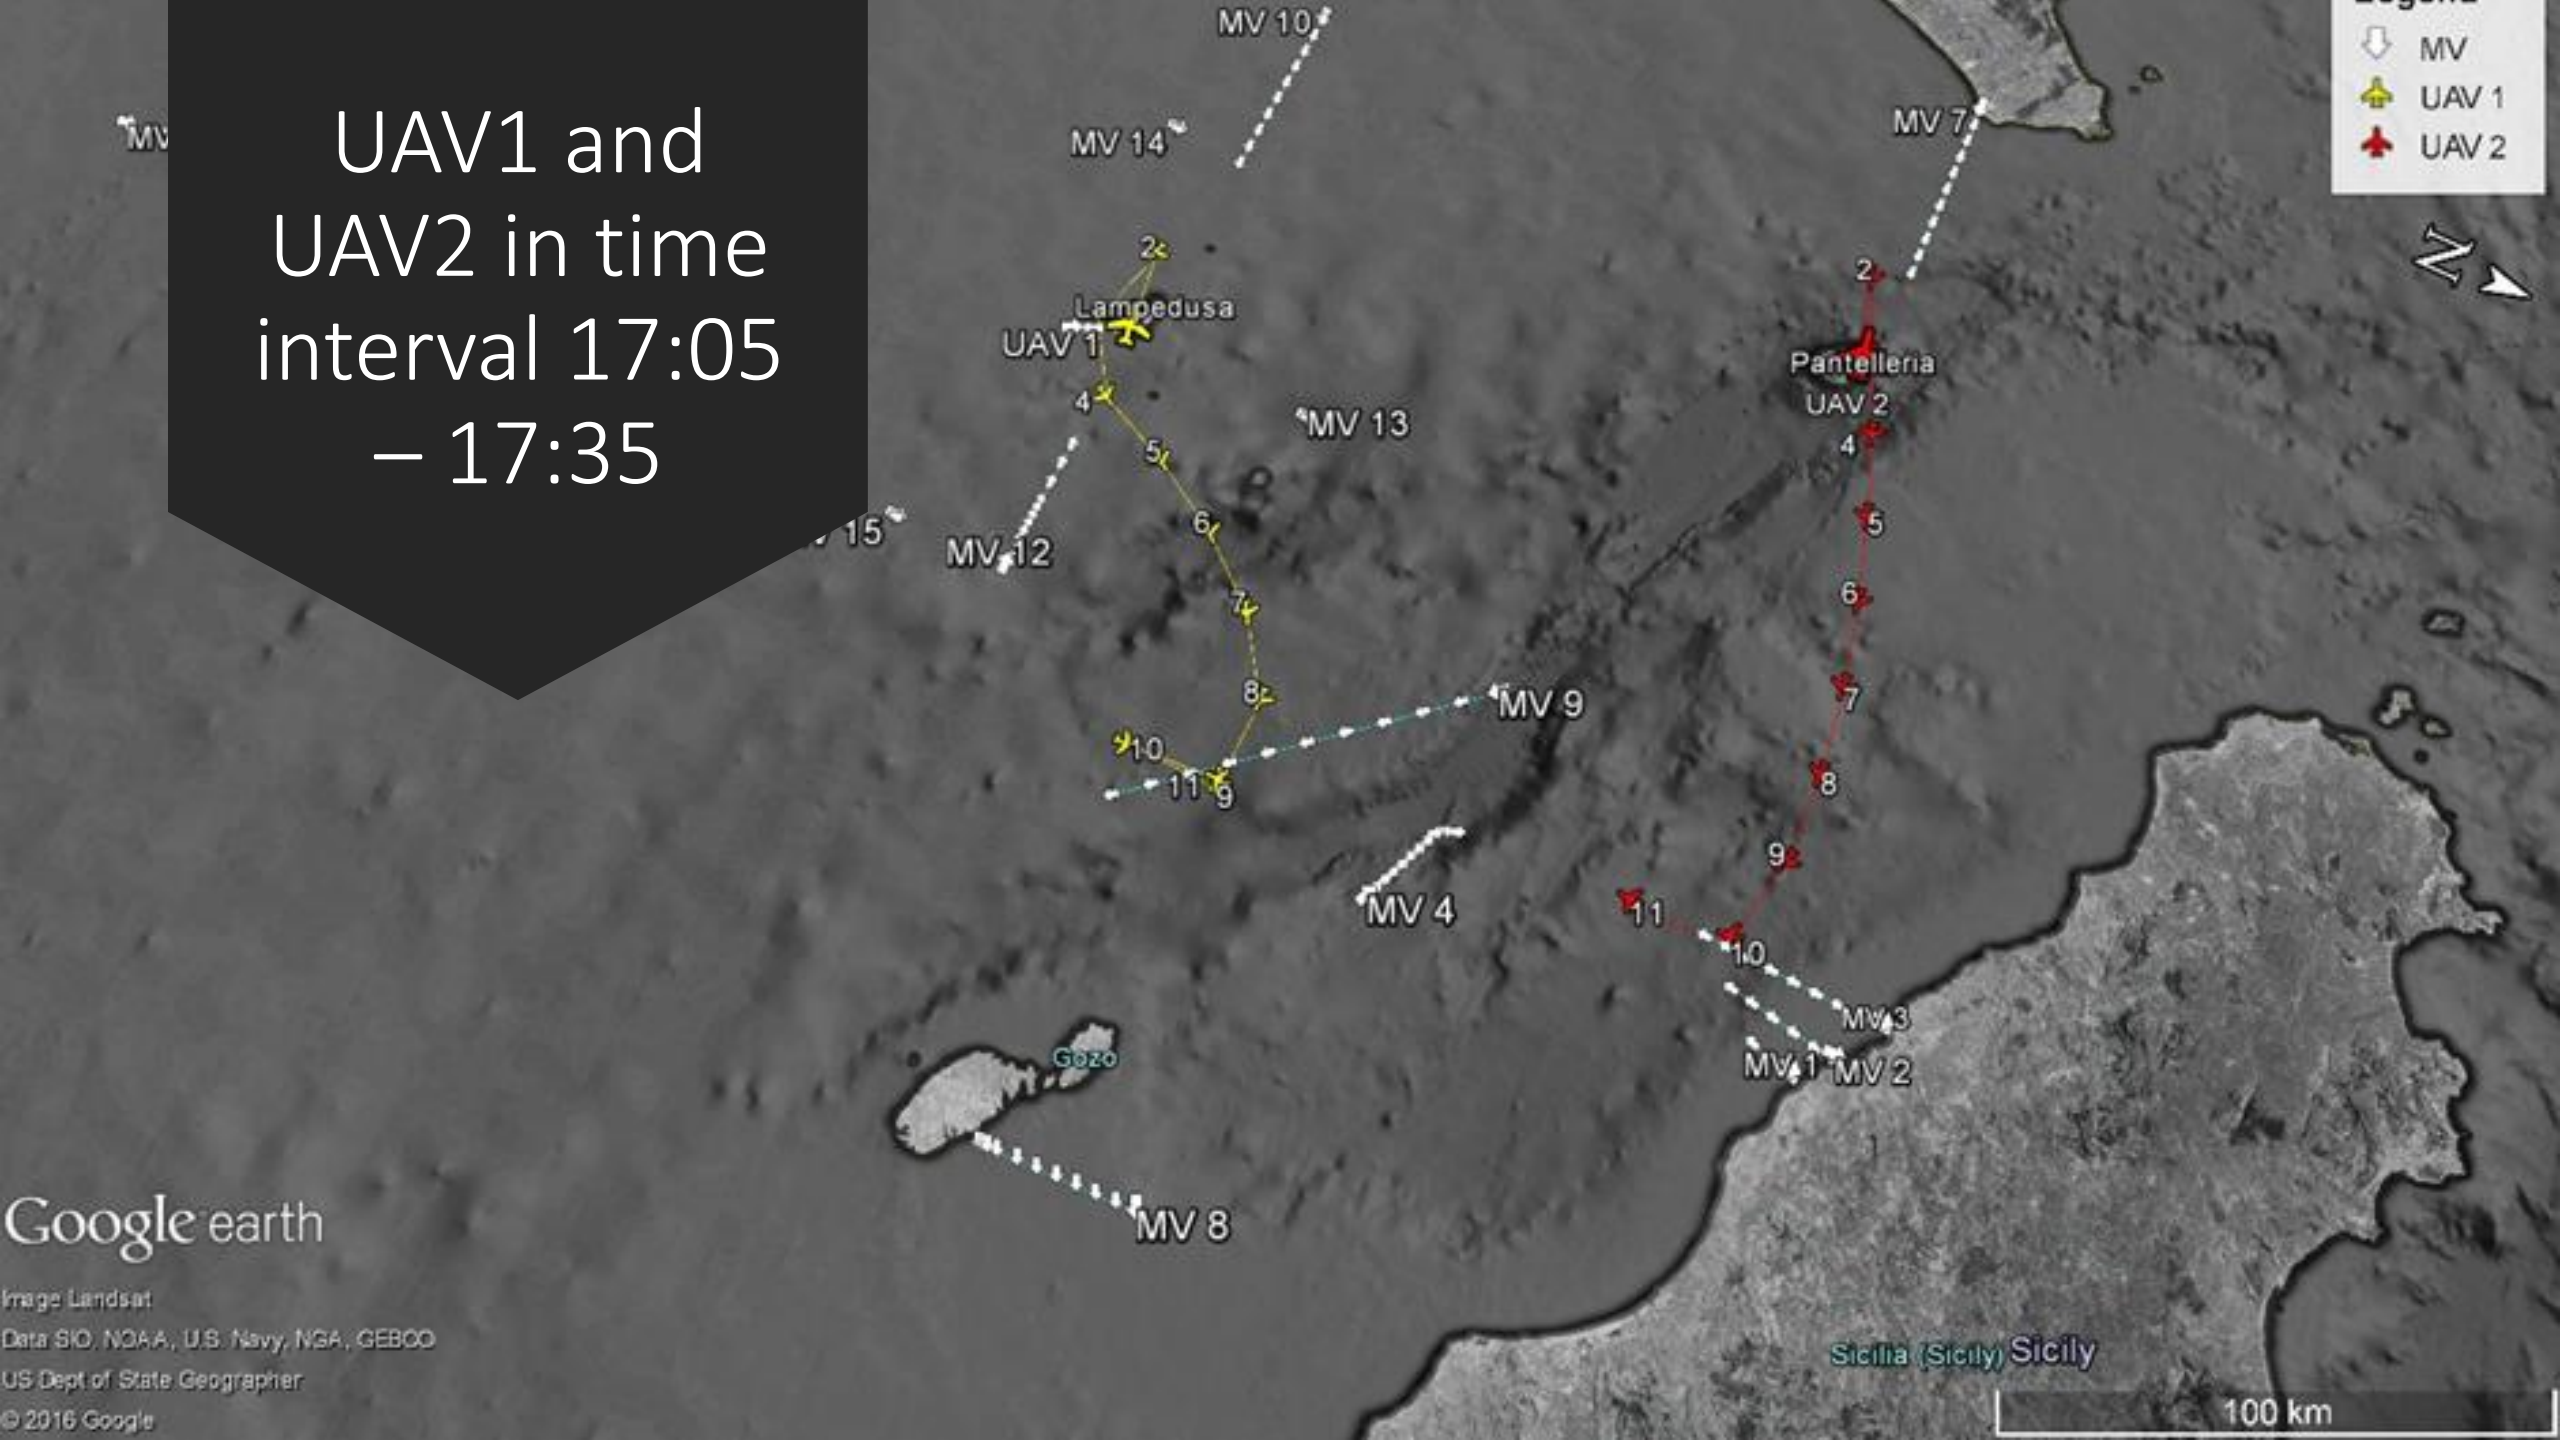 UAV1 and
UAV2 in time
interval 17:05
– 17:35
MV 10
Legend
MV
UAV 1
UAV 2
MV
MV 14
MV 7
N
2
Lampedusa
UAV 1
2
Pantelleria
UAV 2
4
4
MV 13
5
15
MV 12
6
5
7
6
8
MV 9
7
10
11
9
8
9
MV 4
11
10
MV 3
Gozo
MV 1
MV 2
MV 8
Google earth
Image Landsat
Data SIO, NOAA, U.S. Navy, NGA, GEBCO
US Dept of State Geographer
© 2016 Google
Sicilia (Sicily) Sicily
100 km